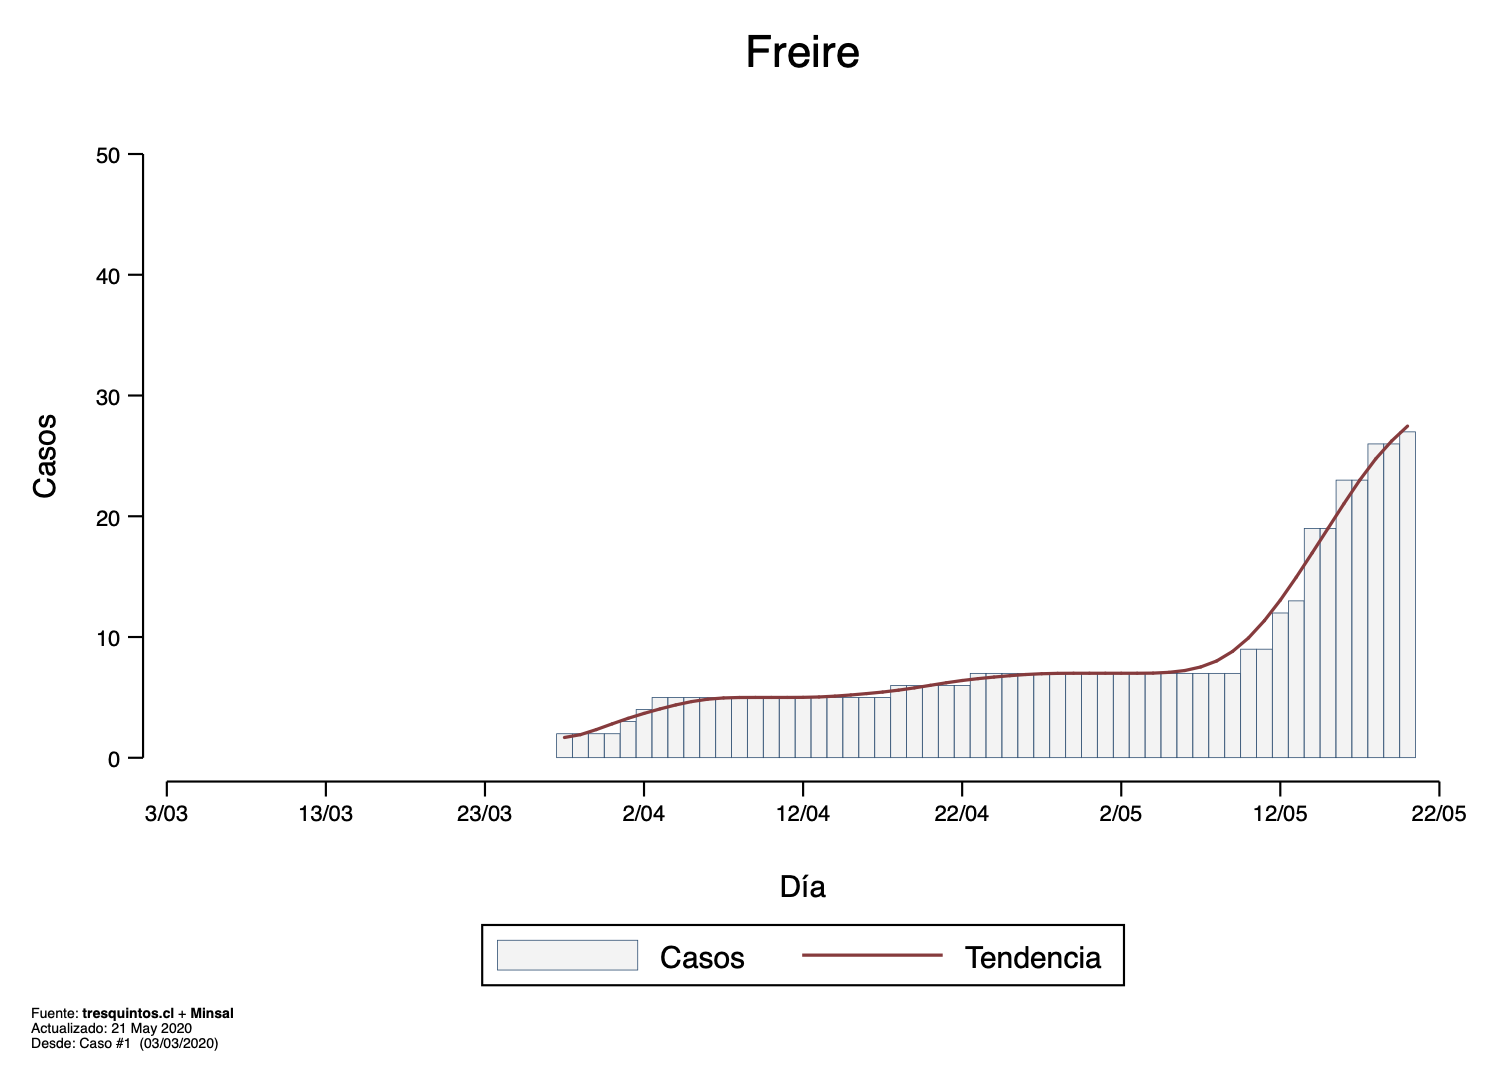 Freire
50
40
30
20
10
0
Casos
3/03 13/03 23/03 2/04 12/04 22/04 2/05 12/05 22/05
Día
Casos Tendencia
Fuente: tresquintos.cl + Minsal
Actualizado: 21 May 2020
Desde: Caso #1 (03/03/2020)